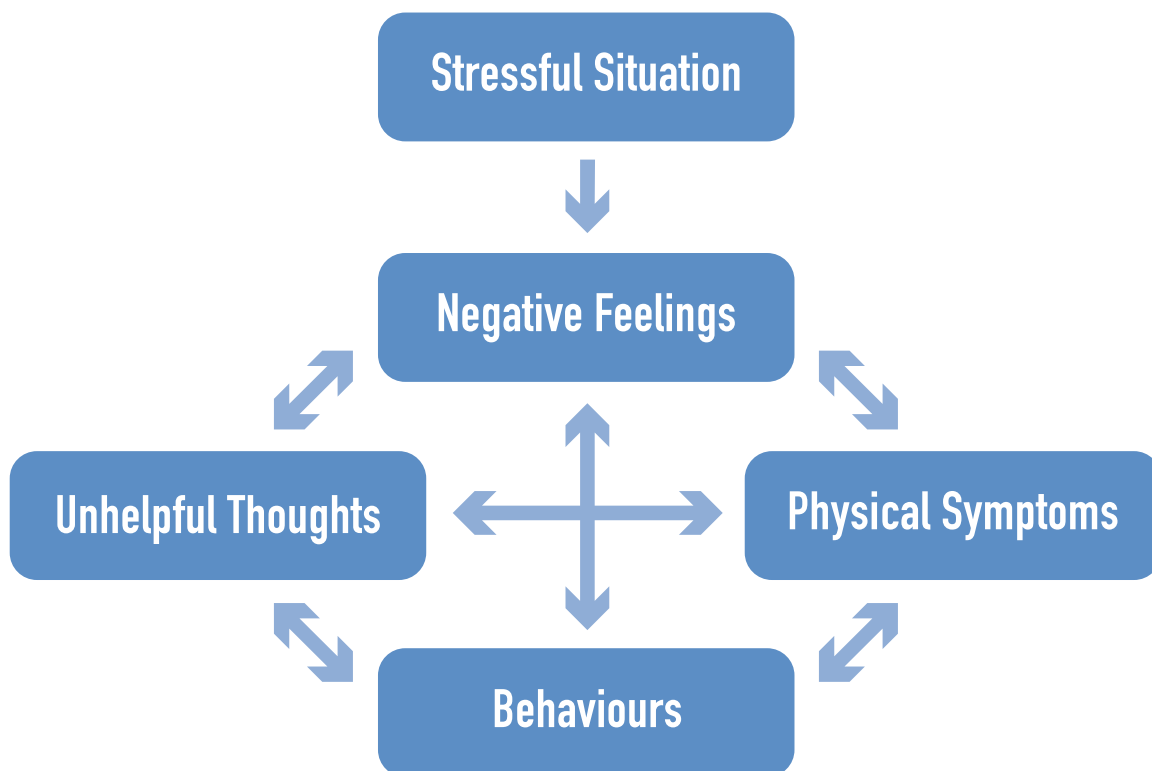 Stressful Situation
Negative Feelings
Unhelpful Thoughts
Physical Symptoms
Behaviours